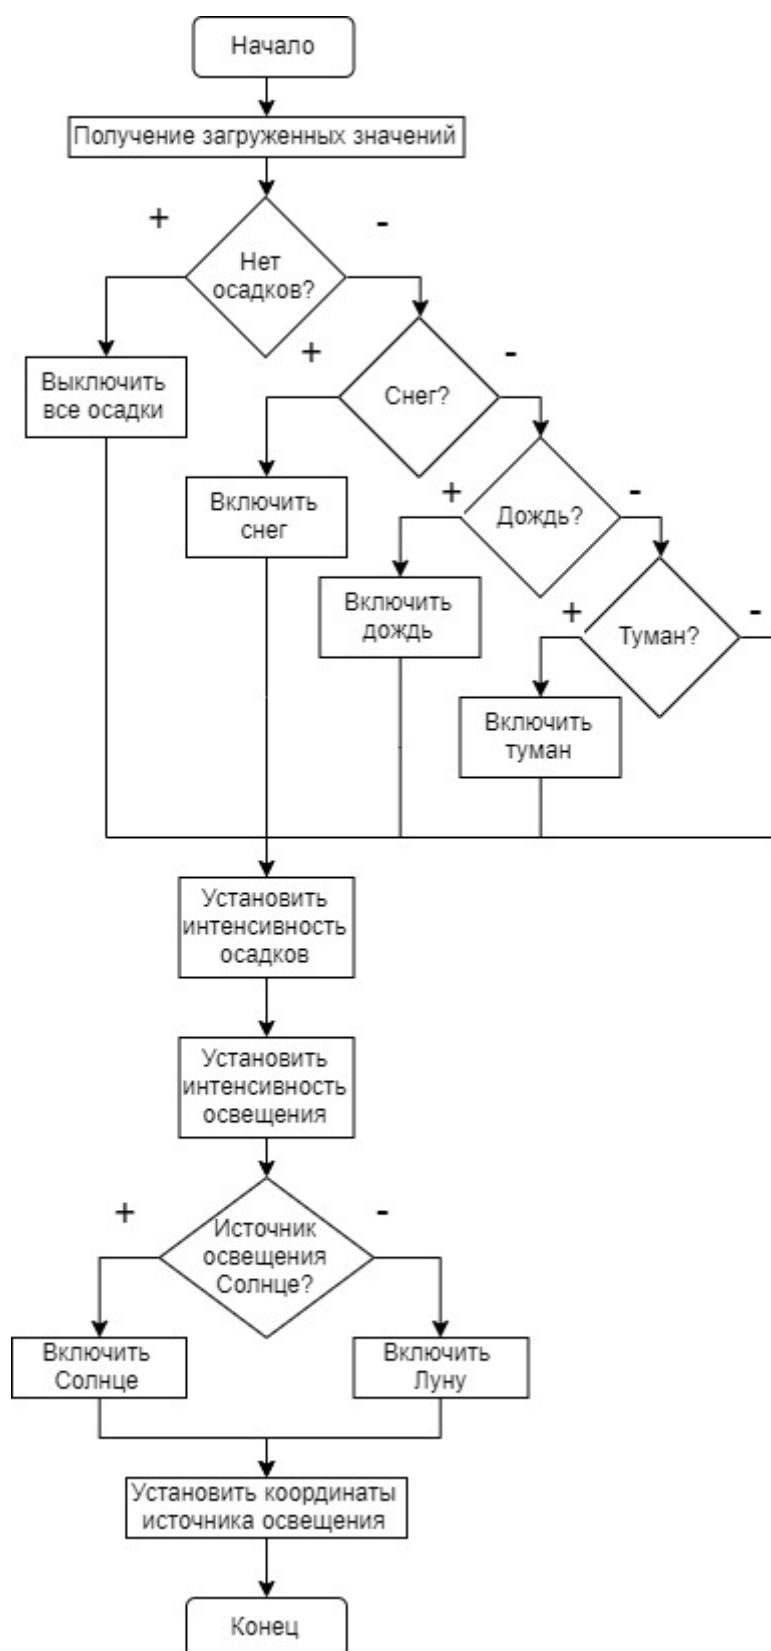 Начало
Получение загруженных значений
+
-
Нет
осадков?
+
-
Выключить
все осадки
Снег?
Включить
снег
+
-
Дождь?
Включить
дождь
+
-
Туман?
Включить
туман
Установить
интенсивность
осадков
Установить
интенсивность
освещения
+
-
Источник
освещения
Солнце?
Включить
Солнце
Включить
Луну
Установить координаты
источника освещения
Конец